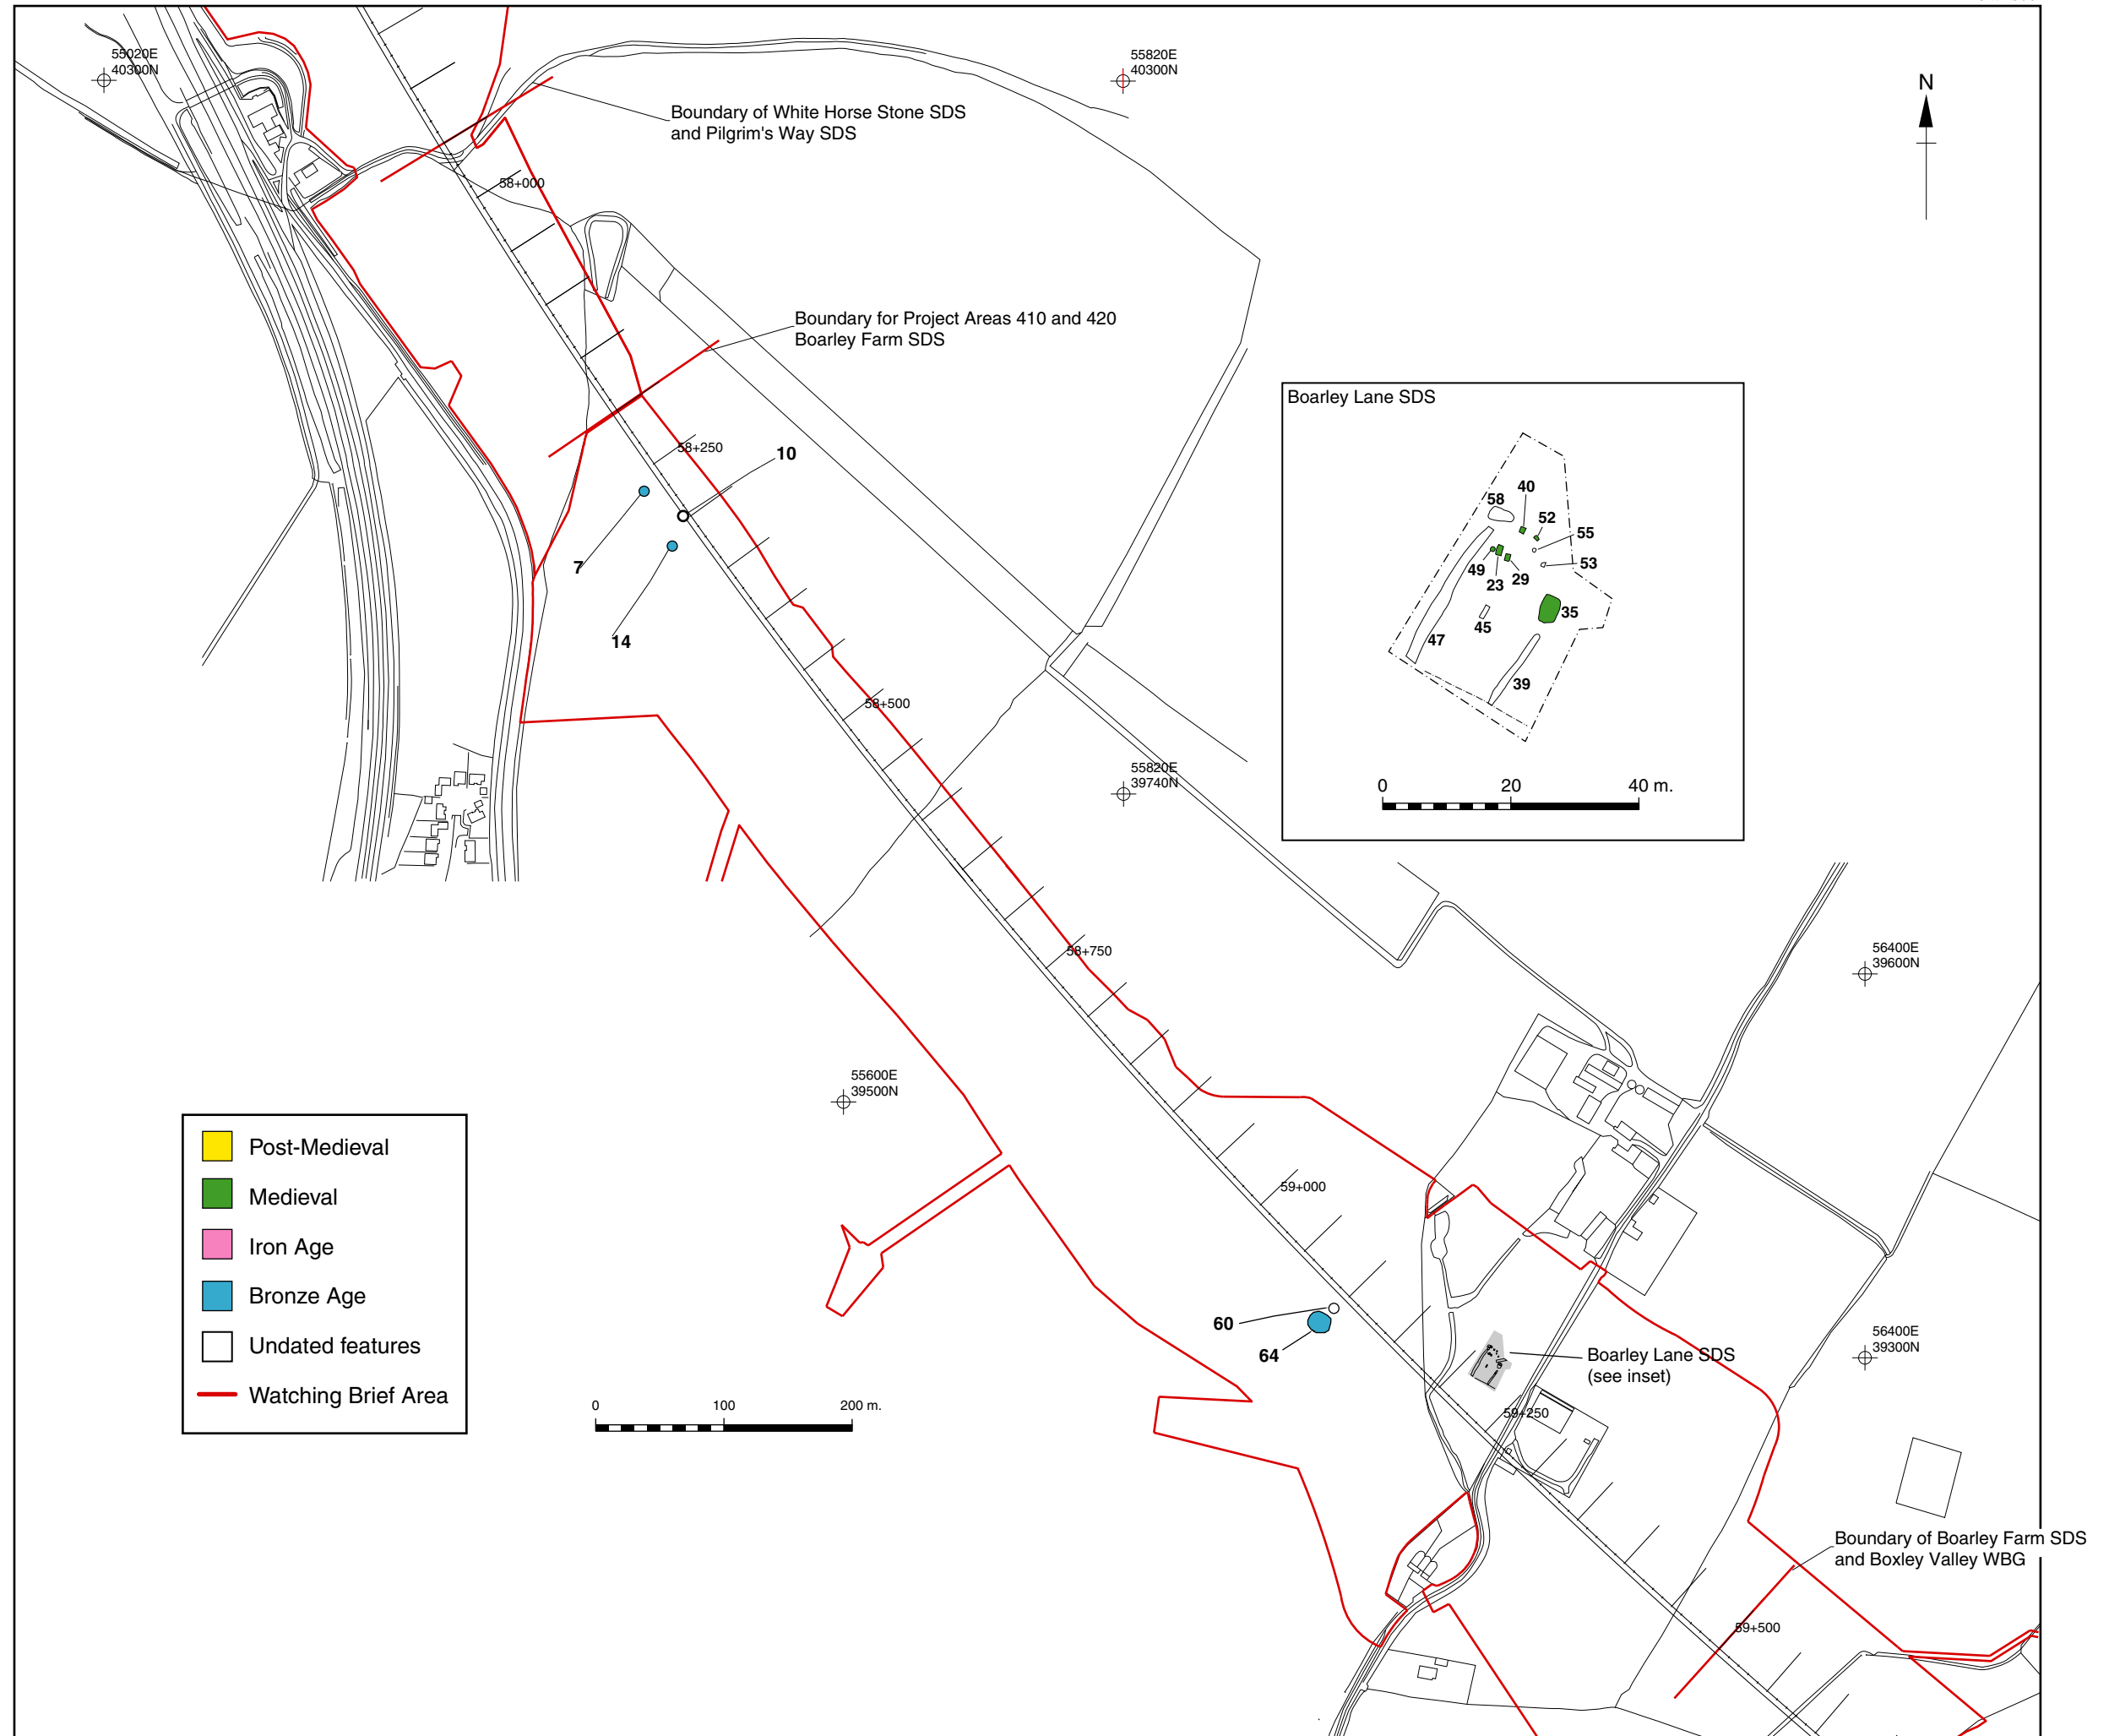 55020E
40300N
55820E
40300N
N
Boundary of White Horse Stone SDS
and Pilgrim's Way SDS
58+000
Boundary for Project Areas 410 and 420
Boarley Farm SDS
58+250
10
7
14
58+500
Boarley Lane SDS
40
58
52
55
53
49
23
29
35
45
47
39
0 20 40 m.
55820E
39740N
58+750
56400E
39600N
55600E
39500N
Post-Medieval
Medieval
Iron Age
Bronze Age
Undated features
Watching Brief Area
0 100 200 m.
59+000
60
64
Boarley Lane SDS
(see inset)
56400E
39300N
59+250
Boundary of Boarley Farm SDS
and Boxley Valley WBG
59+500